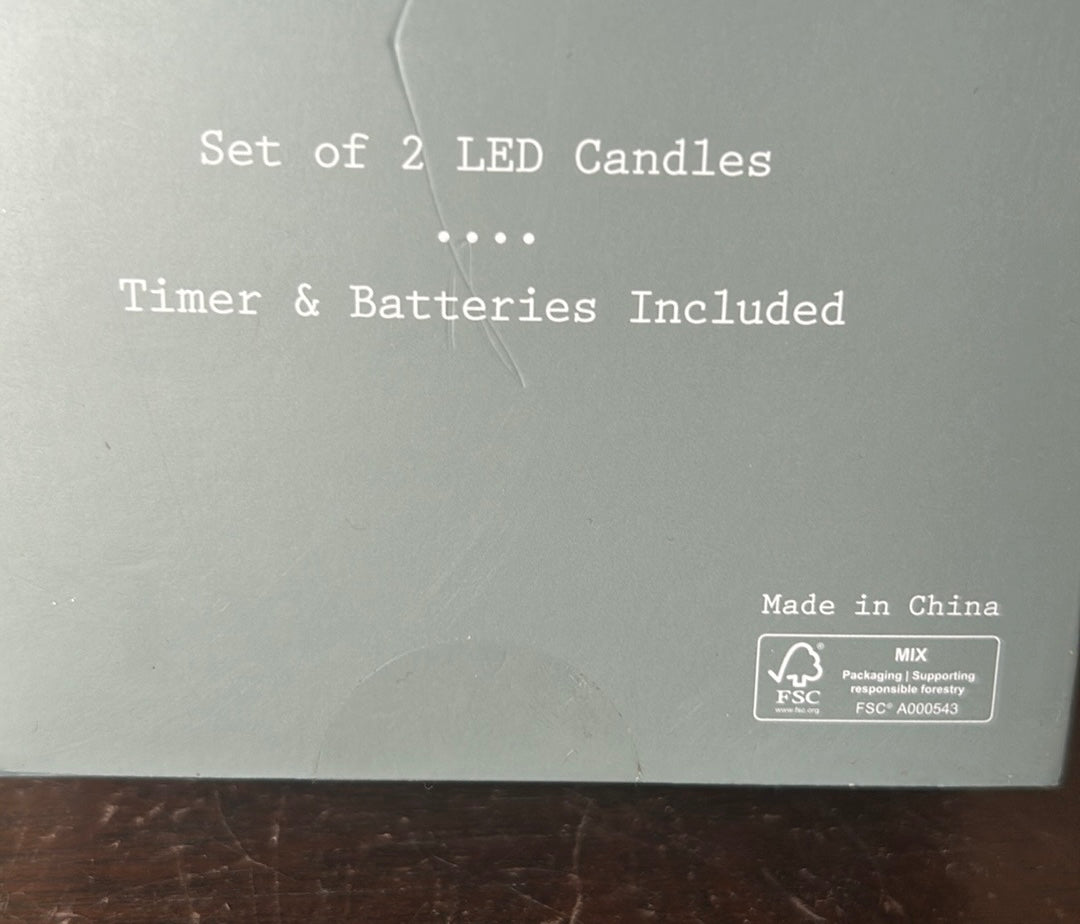 Set of 2 LED Candles
••••
Timer & Batteries Included
Made in China
FSC®
www.fsc.org
MIX
Packaging | Supporting
responsible forestry
FSC® A000543